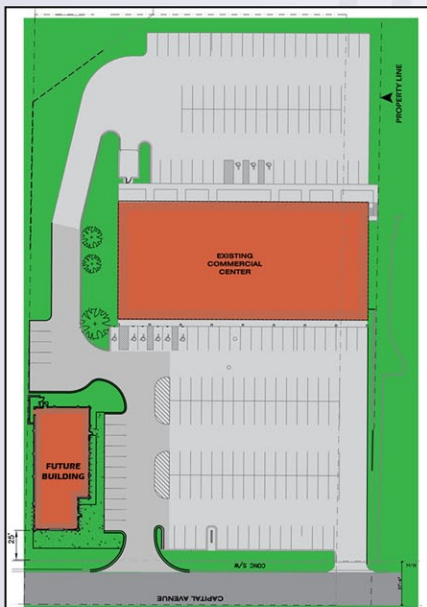 PROPERTY LINE
EXISTING
COMMERCIAL
CENTER
FUTURE
BUILDING
25'
CONC S/W
CAPITAL AVENUE